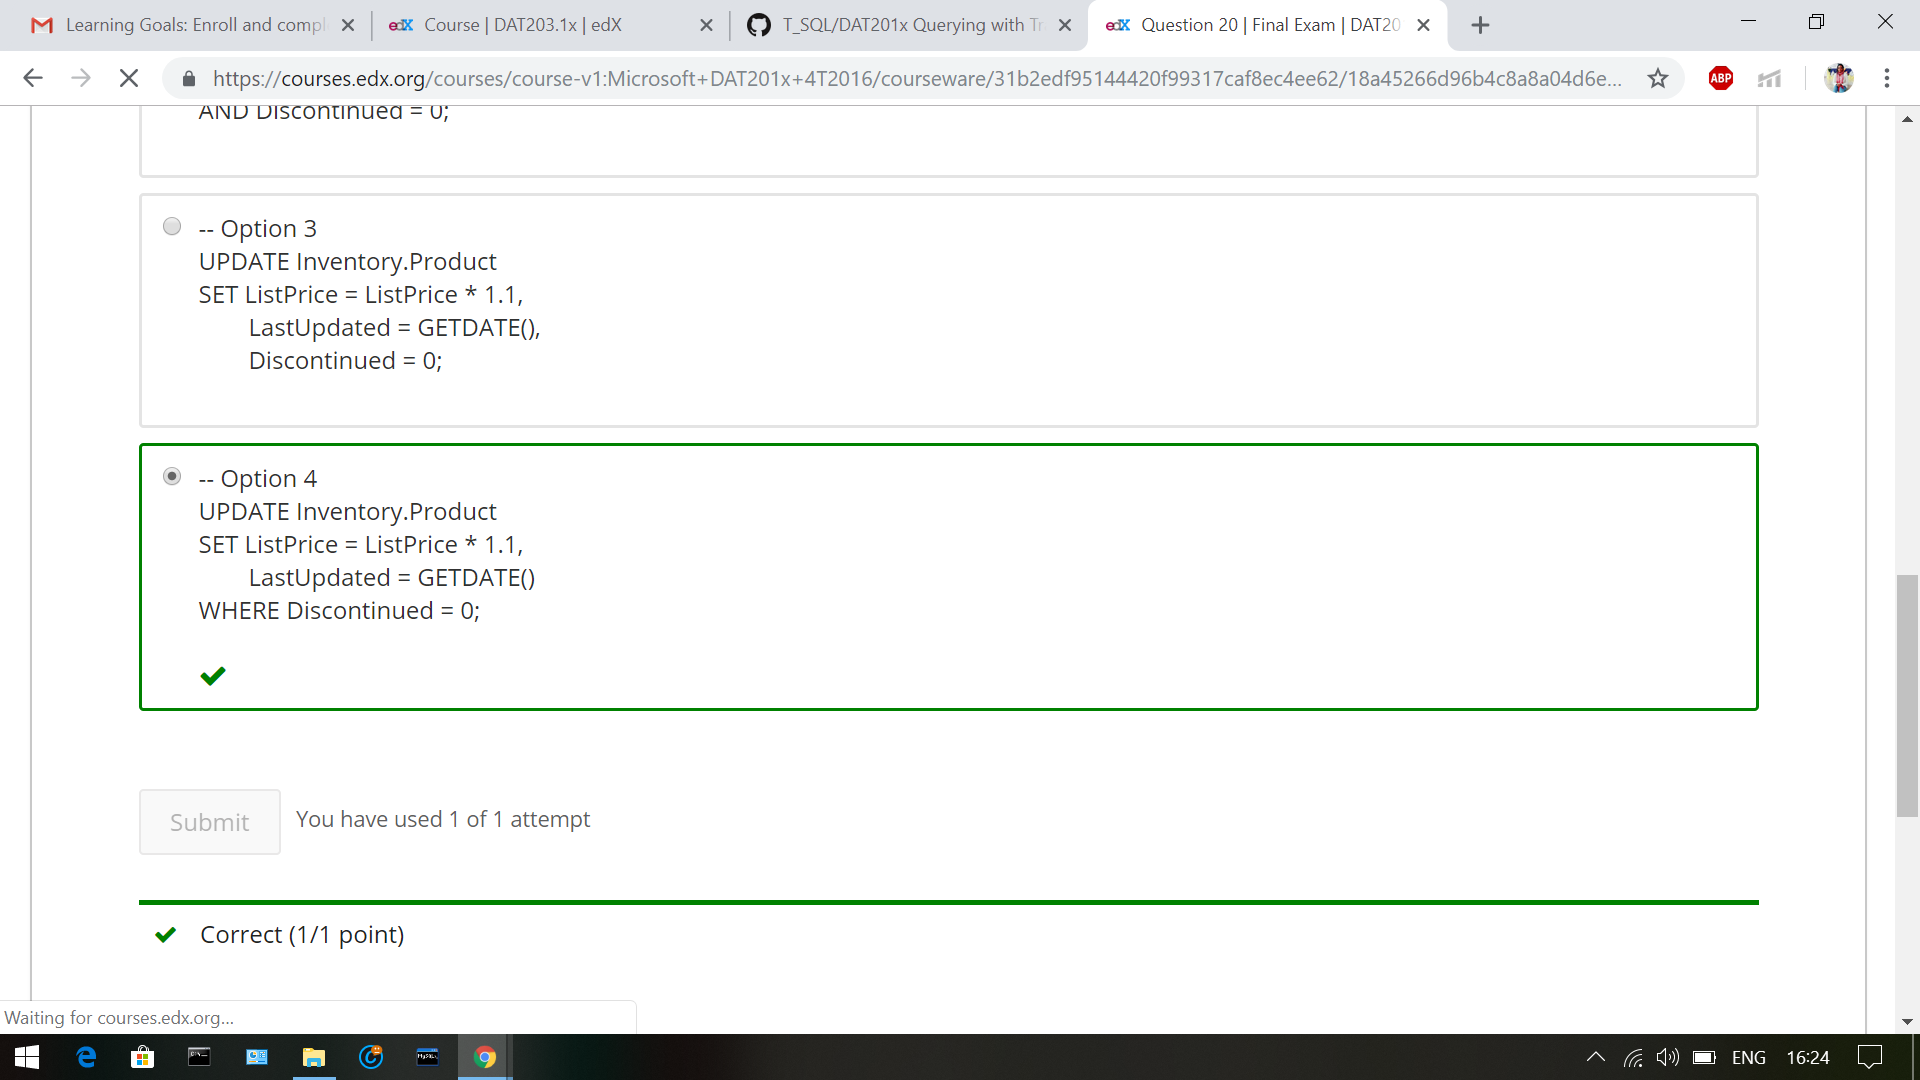 Learning Goals: Enroll and compl
edX Course | DAT203.1x | edX
T_SQL/DAT201x Querying with Tr
edX Question 20 | Final Exam | DAT20
https://courses.edx.org/courses/course-v1:Microsoft+DAT201x+4T2016/courseware/31b2edf95144420f99317caf8ec4ee62/18a45266d96b4c8a8a04d6e...
ABP
AND Discontinued = 0;
-- Option 3
UPDATE Inventory.Product
SET ListPrice = ListPrice * 1.1,
LastUpdated = GETDATE(),
Discontinued = 0;
-- Option 4
UPDATE Inventory.Product
SET ListPrice = ListPrice * 1.1,
LastUpdated = GETDATE()
WHERE Discontinued = 0;
Submit
You have used 1 of 1 attempt
Correct (1/1 point)
Waiting for courses.edx.org...
ENG
16:24